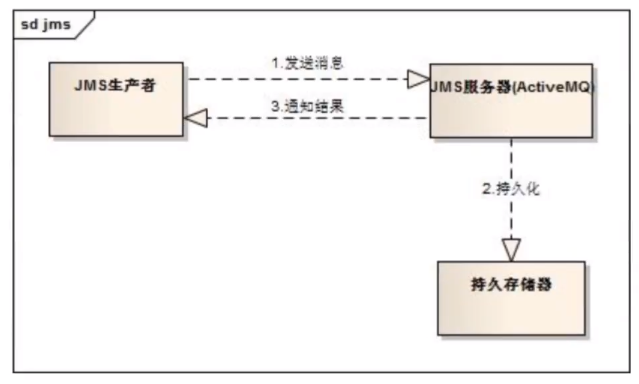 sd jms
1.发送消息
JMS生产者
JMS服务器(ActiveMQ)
3.通知结果
2.持久化
持久存储器